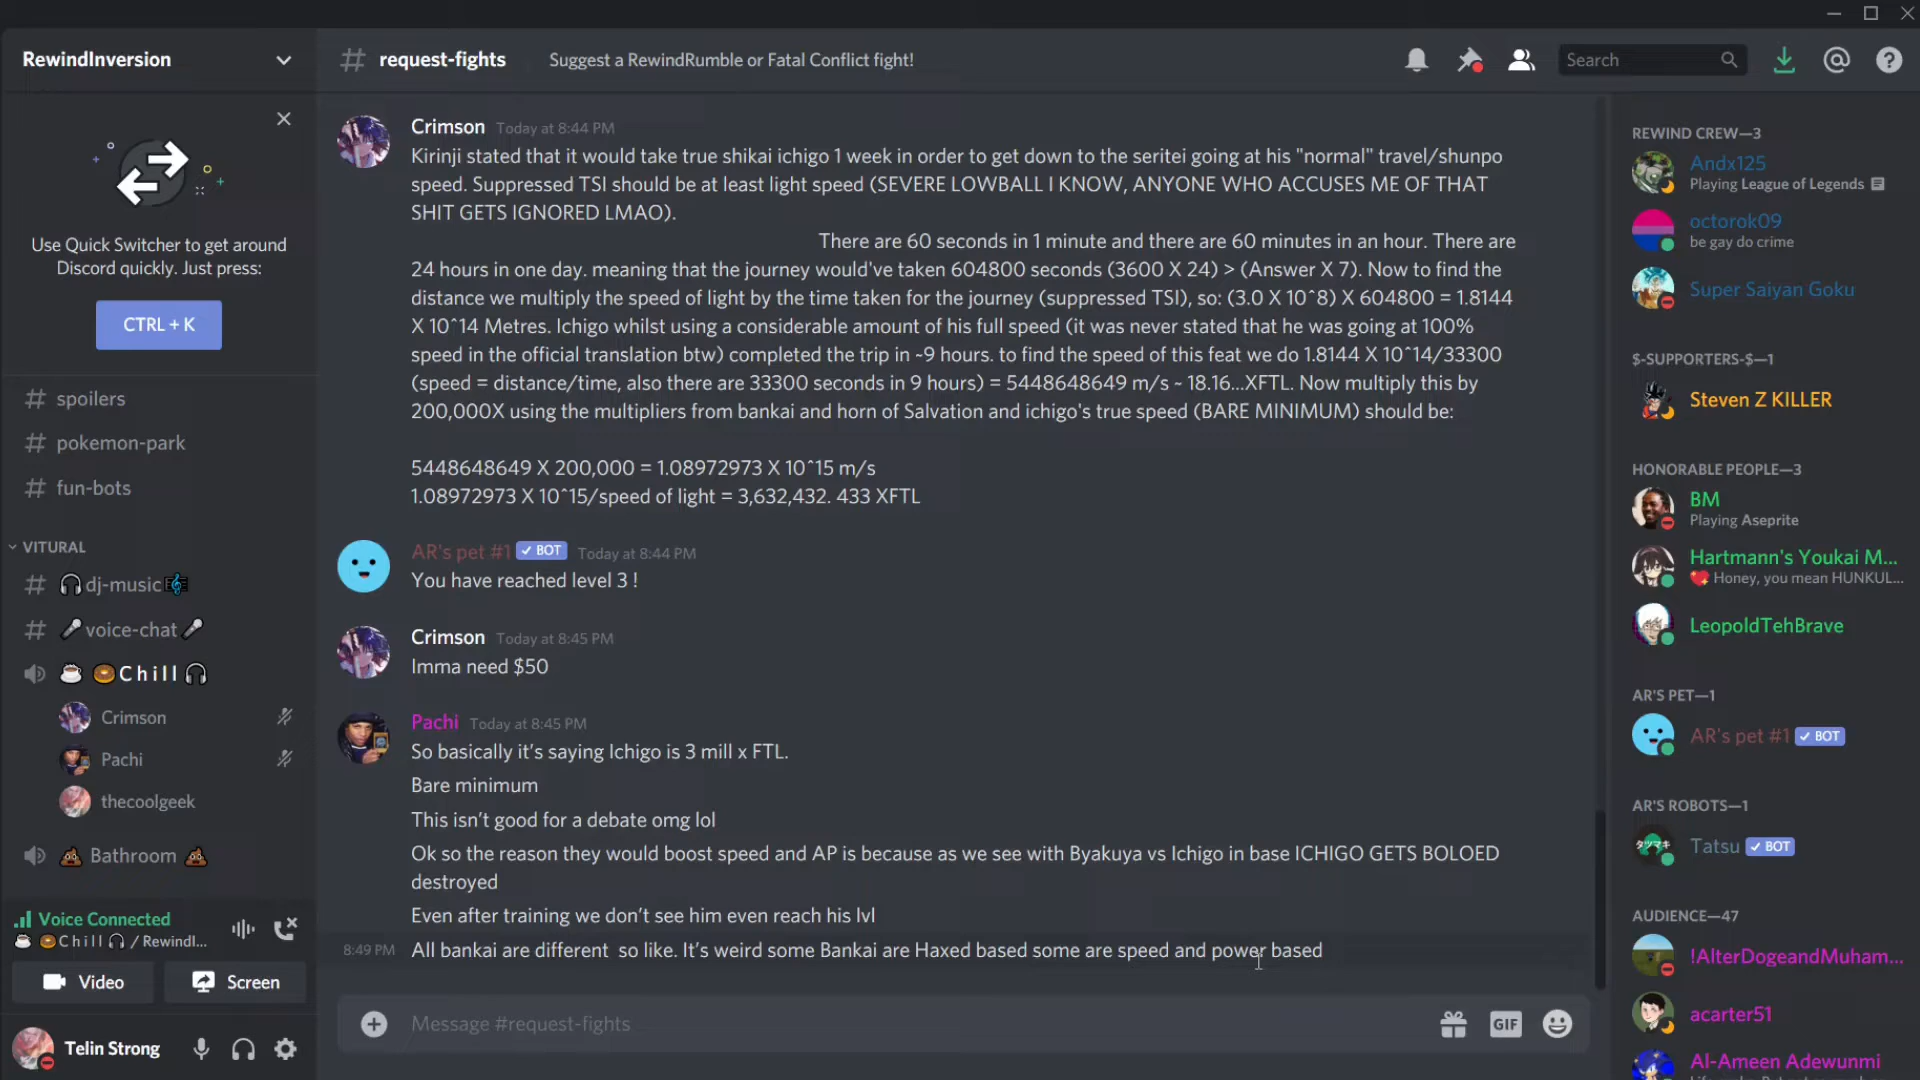 RewindInversion
request-fights
Suggest a RewindRumble or Fatal Conflict fight!
Search
Use Quick Switcher to get around
Discord quickly. Just press:
CTRL + K
spoilers
pokemon-park
fun-bots
VITURAL
dj-music
voice-chat
Chill
Crimson
Pachi
thecoolgeek
Bathroom
Voice Connected
Chill / RewindI...
Video
Screen
Telin Strong
Crimson Today at 8:44 PM
Kirinji stated that it would take true shikai ichigo 1 week in order to get down to the seritei going at his "normal" travel/shunpo
speed. Suppressed TSI should be at least light speed (SEVERE LOWBALL I KNOW, ANYONE WHO ACCUSES ME OF THAT
SHIT GETS IGNORED LMAO).
There are 60 seconds in 1 minute and there are 60 minutes in an hour. There are
24 hours in one day. meaning that the journey would've taken 604800 seconds (3600 X 24) > (Answer X 7). Now to find the
distance we multiply the speed of light by the time taken for the journey (suppressed TSI), so: (3.0 X 10^8) X 604800 = 1.8144
X 10^14 Metres. Ichigo whilst using a considerable amount of his full speed (it was never stated that he was going at 100%
speed in the official translation btw) completed the trip in ~9 hours. to find the speed of this feat we do 1.8144 X 10^14/33300
(speed = distance/time, also there are 33300 seconds in 9 hours) = 5448648649 m/s ~ 18.16...XFTL. Now multiply this by
200,000X using the multipliers from bankai and horn of Salvation and ichigo's true speed (BARE MINIMUM) should be:
5448648649 X 200,000 = 1.08972973 X 10^15 m/s
1.08972973 X 10^15/speed of light = 3,632,432. 433 XFTL
AR's pet #1 BOT Today at 8:44 PM
You have reached level 3 !
Crimson Today at 8:45 PM
Imma need $50
Pachi Today at 8:45 PM
So basically it's saying Ichigo is 3 mill x FTL.
Bare minimum
This isn't good for a debate omg lol
Ok so the reason they would boost speed and AP is because as we see with Byakuya vs Ichigo in base ICHIGO GETS BOLOED
destroyed
Even after training we don't see him even reach his lvl
8:49 PM All bankai are different so like. It's weird some Bankai are Haxed based some are speed and power based
Message #request-fights
GIF
REWIND CREW—3
Andx125
Playing League of Legends
octorok09
be gay do crime
Super Saiyan Goku
$-SUPPORTERS-$—1
Steven Z KILLER
HONORABLE PEOPLE—3
BM
Playing Aseprite
Hartmann's Youkai M...
Honey, you mean HUNKUL...
LeopoldTehBrave
AR'S PET—1
AR's pet #1 BOT
AR'S ROBOTS—1
Tatsu BOT
AUDIENCE—47
!AlterDogeandMuham...
acarter51
Al-Ameen Adewunmi